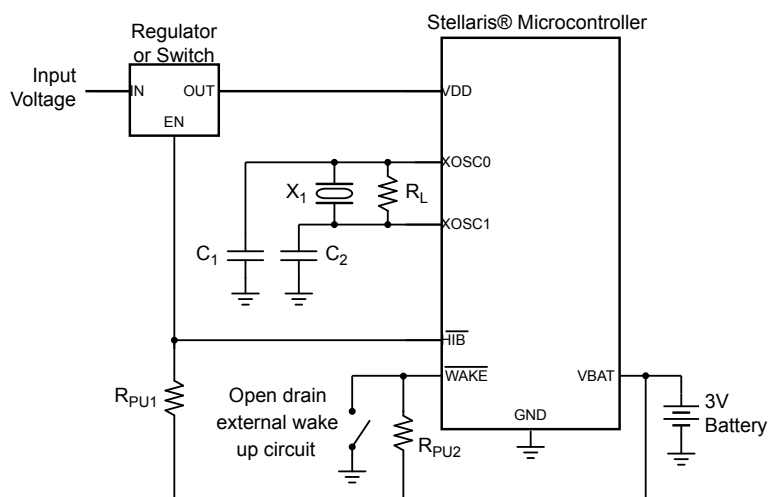 Stellaris® Microcontroller
Regulator
or Switch
Input
Voltage
IN
OUT
EN
VDD
XOSC0
X1
RL
XOSC1
C1
C2
HIB
WAKE
VBAT
RPU1
Open drain
external wake
up circuit
RPU2
GND
3V
Battery